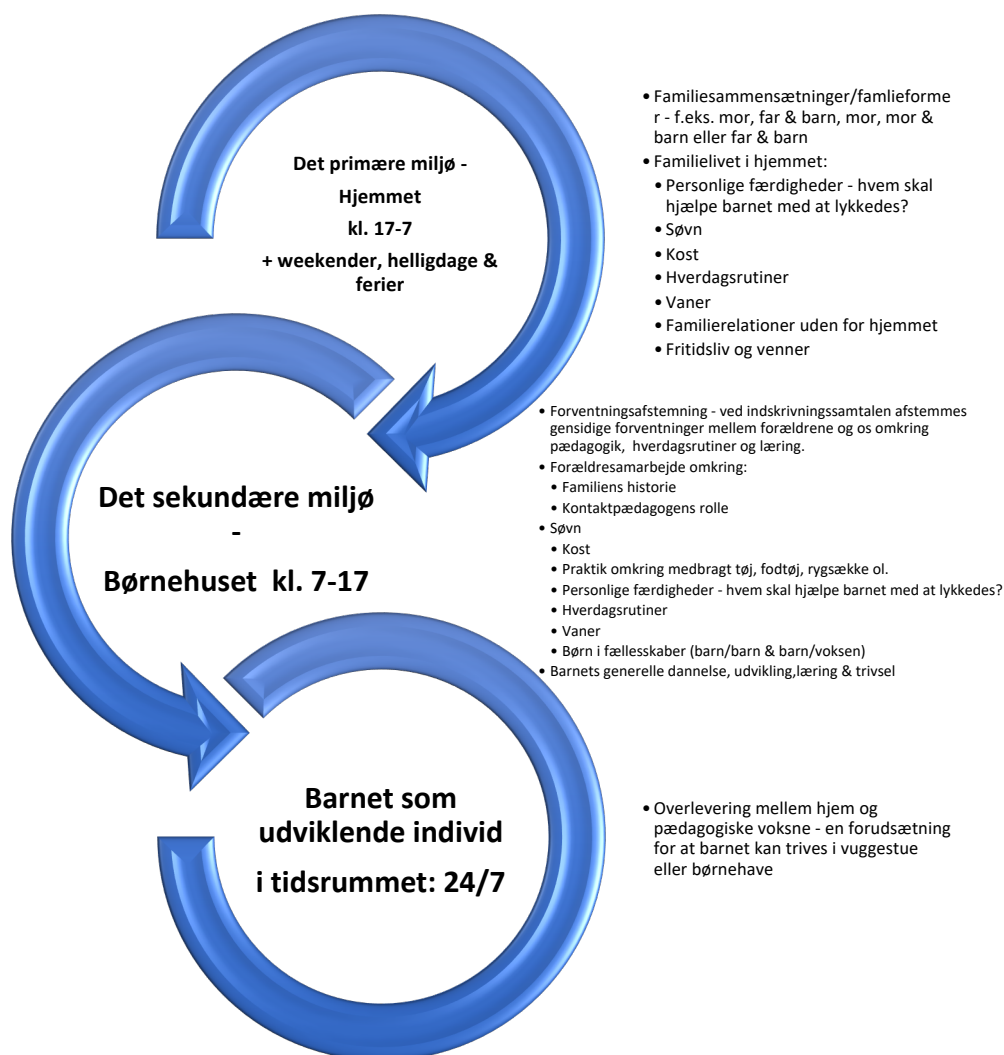 Det primære miljø -
Hjemmet
kl. 17-7
+ weekender, helligdage &
ferier
• Familiesammensætninger/famlieforme
r - f.eks. mor, far & barn, mor, mor &
barn eller far & barn
• Familielivet i hjemmet:
• Personlige færdigheder - hvem skal
hjælpe barnet med at lykkedes?
• Søvn
• Kost
• Hverdagsrutiner
• Vaner
• Familierelationer uden for hjemmet
• Fritidsliv og venner
Det sekundære miljø
-
Børnehuset kl. 7-17
• Forventningsafstemning - ved indskrivningssamtalen afstemmes
gensidige forventninger mellem forældrene og os omkring
pædagogik, hverdagsrutiner og læring.
• Forældresamarbejde omkring:
• Familiens historie
• Kontaktpædagogens rolle
• Søvn
• Kost
• Praktik omkring medbragt tøj, fodtøj, rygsække ol.
• Personlige færdigheder - hvem skal hjælpe barnet med at lykkedes?
• Hverdagsrutiner
• Vaner
• Børn i fællesskaber (barn/barn & barn/voksen)
• Barnets generelle dannelse, udvikling,læring & trivsel
Barnet som
udviklende individ
i tidsrummet: 24/7
• Overlevering mellem hjem og
pædagogiske voksne - en forudsætning
for at barnet kan trives i vuggestue
eller børnehave